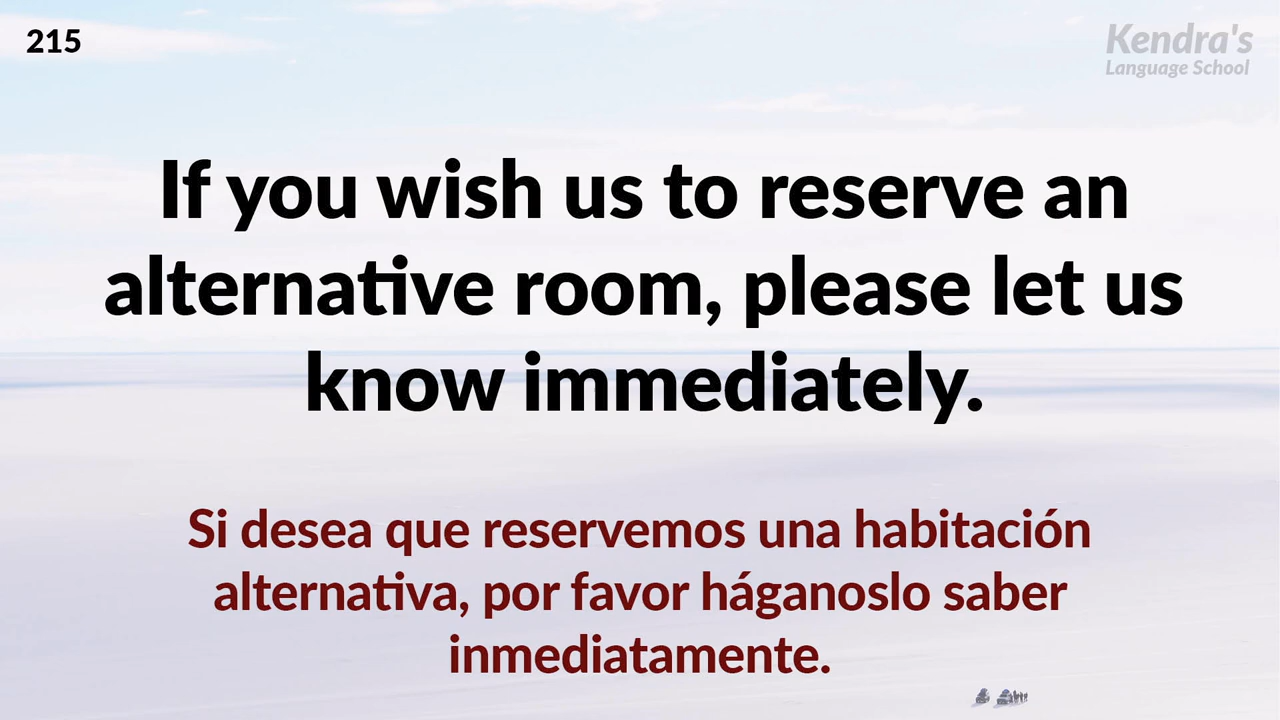 215
Kendra's
Language School
If you wish us to reserve an
alternative room, please let us
know immediately.
Si desea que reservemos una habitación
alternativa, por favor háganoslo saber
inmediatamente.